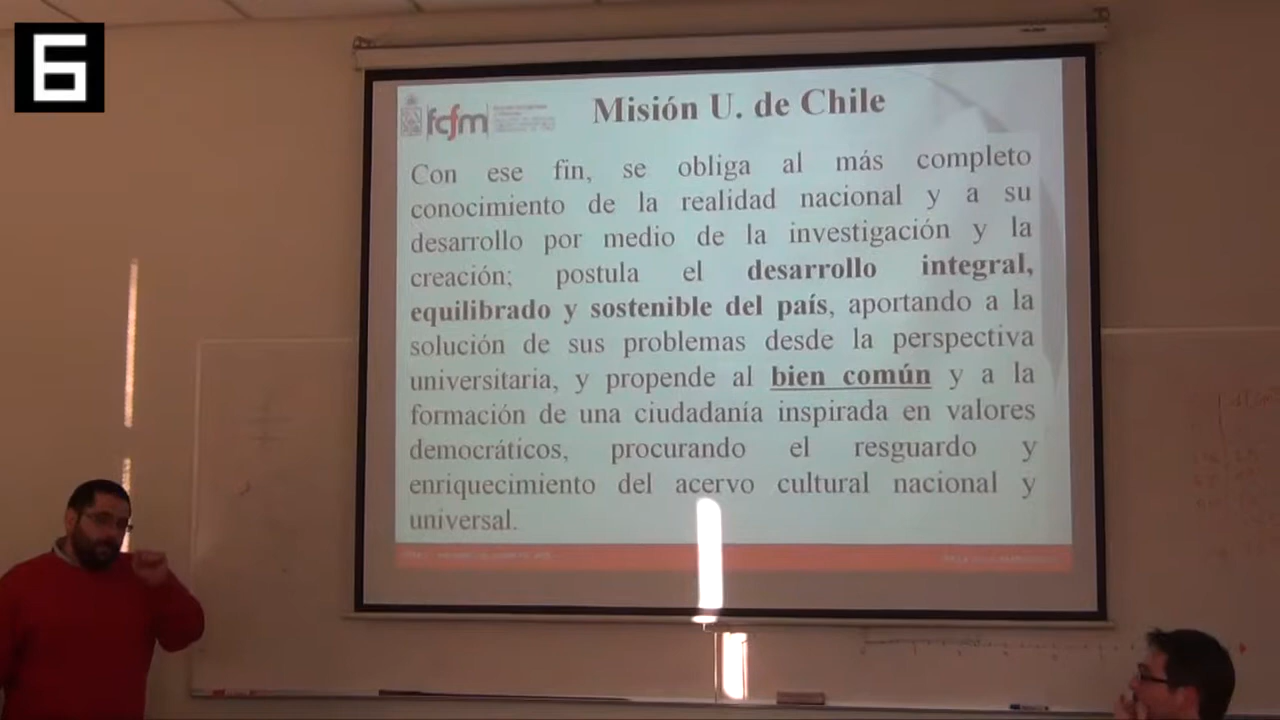 6
fcfm
Misión U. de Chile
Con ese fin, se obliga al más completo
conocimiento de la realidad nacional y a su
desarrollo por medio de la investigación y la
creación; postula el desarrollo integral,
equilibrado y sostenible del país, aportando a la
solución de sus problemas desde la perspectiva
universitaria, y propende al bien común y a la
formación de una ciudadanía inspirada en valores
democráticos, procurando el resguardo y
enriquecimiento del acervo cultural nacional y
universal.